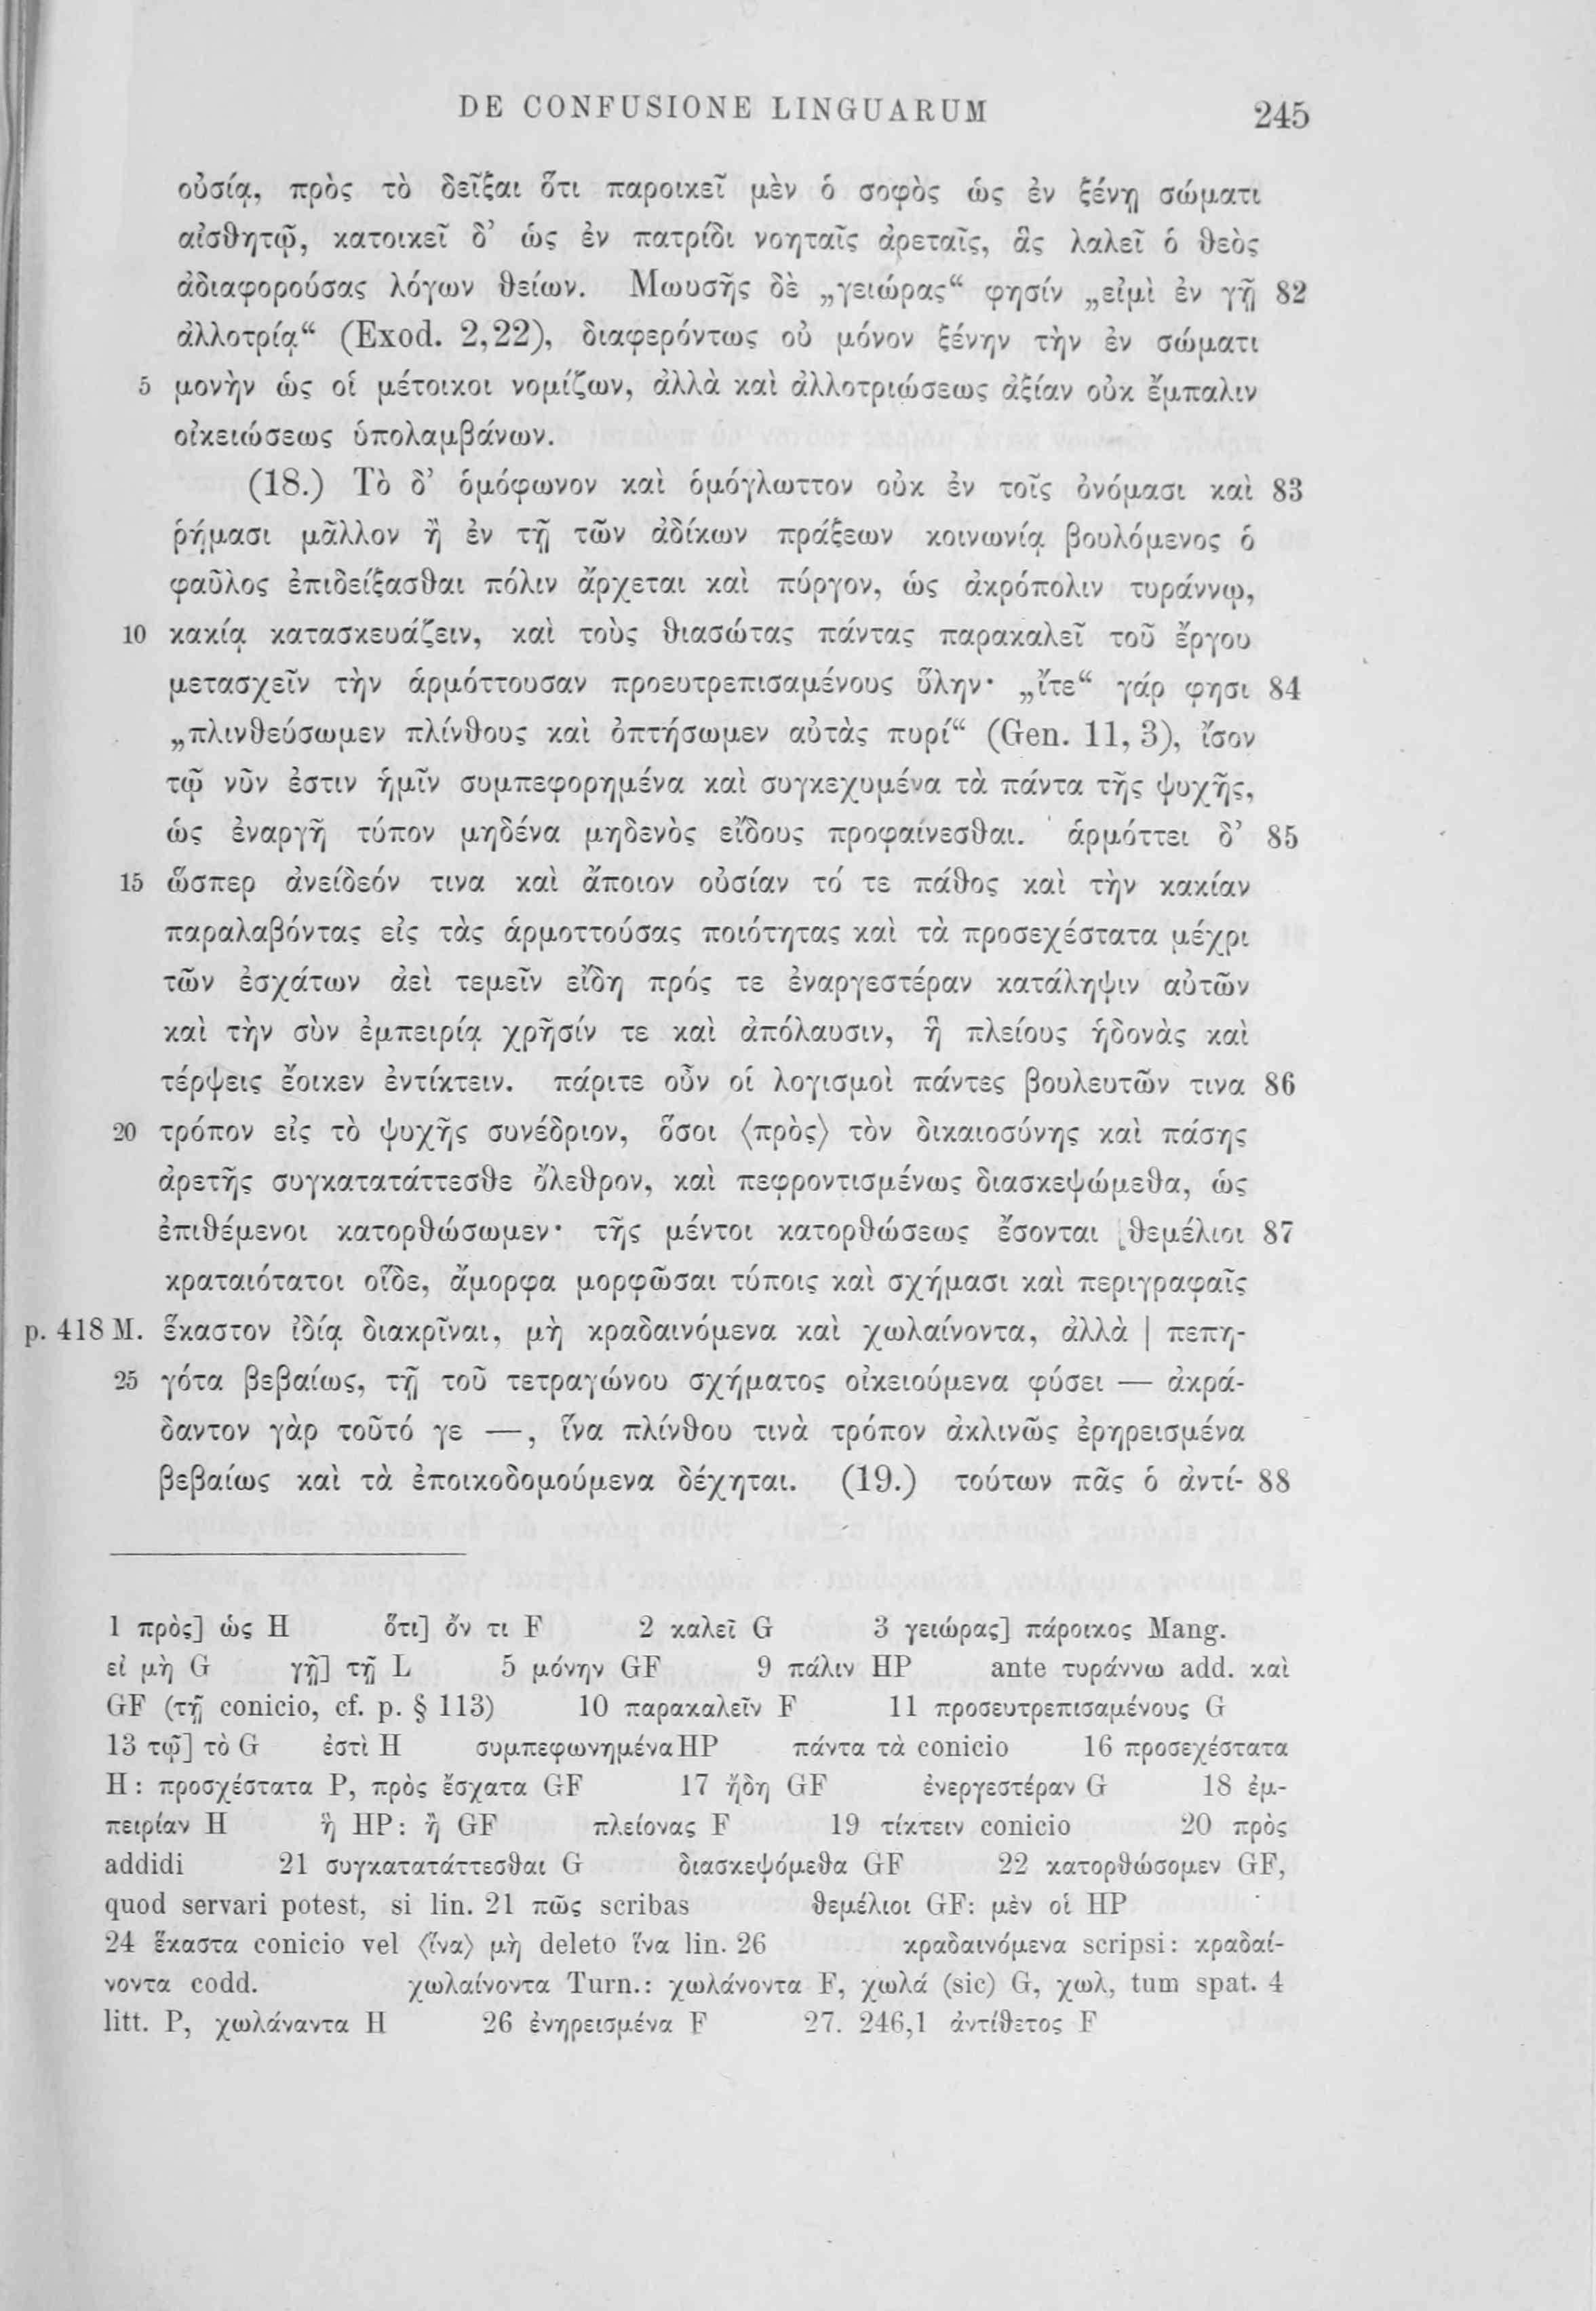 DE CONFUSIONE LINGUARUM 245
οὐσίᾳ, πρὸς τὸ δεῖξαι ὅτι παροικεῖ μὲν ὁ σοφὸς ὡς ἐν ξένῃ σώματι
αἰσθητῷ, κατοικεῖ δ’ ὡς ἐν πατρίδι νοηταῖς ἀρεταῖς, ἃς λαλεῖ ὁ θεὸς
ἀδιαφορούσας λόγων θείων. Μωυσῆς δὲ „γειώρας“ φησίν „εἰμὶ ἐν γῇ 82
ἀλλοτρίᾳ“ (Exod. 2,22), διαφερόντως οὐ μόνον ξένην τὴν ἐν σώματι
5 μονὴν ὡς οἱ μέτοικοι νομίζων, ἀλλὰ καὶ ἀλλοτριώσεως ἀξίαν οὐκ ἔμπαλιν
οἰκειώσεως ὑπολαμβάνων.
(18.) Τὸ δ’ ὁμόφωνον καὶ ὁμόγλωττον οὐκ ἐν τοῖς ὀνόμασι καὶ 83
ῥήμασι μᾶλλον ἢ ἐν τῇ τῶν ἀδίκων πράξεων κοινωνίᾳ βουλόμενος ὁ
φαῦλος ἐπιδείξασθαι πόλιν ἄρχεται καὶ πύργον, ὡς ἀκρόπολιν τυράννῳ,
10 κακίᾳ κατασκευάζειν, καὶ τοὺς θιασώτας πάντας παρακαλεῖ τοῦ ἔργου
μετασχεῖν τὴν ἁρμόττουσαν προευτρεπισαμένους ὕλην· „ἴτε“ γάρ φησι 84
„πλινθεύσωμεν πλίνθους καὶ ὀπτήσωμεν αὐτὰς πυρί“ (Gen. 11, 3), ἴσον
τῷ νῦν ἐστιν ἡμῖν συμπεφορημένα καὶ συγκεχυμένα τὰ πάντα τῆς ψυχῆς,
ὡς ἐναργῆ τύπον μηδένα μηδενὸς εἴδους προφαίνεσθαι. ἁρμόττει δ’ 85
15 ὥσπερ ἀνείδεόν τινα καὶ ἄποιον οὐσίαν τό τε πάθος καὶ τὴν κακίαν
παραλαβόντας εἰς τὰς ἁρμοττούσας ποιότητας καὶ τὰ προσεχέστατα μέχρι
τῶν ἐσχάτων ἀεὶ τεμεῖν εἴδη πρός τε ἐναργεστέραν κατάληψιν αὐτῶν
καὶ τὴν σὺν ἐμπειρίᾳ χρῆσίν τε καὶ ἀπόλαυσιν, ἣ πλείους ἡδονὰς καὶ
τέρψεις ἔοικεν ἐντίκτειν. πάριτε οὖν οἱ λογισμοὶ πάντες βουλευτῶν τινα 86
20 τρόπον εἰς τὸ ψυχῆς συνέδριον, ὅσοι ⟨πρὸς⟩ τὸν δικαιοσύνης καὶ πάσης
ἀρετῆς συγκατατάττεσθε ὄλεθρον, καὶ πεφροντισμένως διασκεψώμεθα, ὡς
ἐπιθέμενοι κατορθώσωμεν· τῆς μέντοι κατορθώσεως ἔσονται θεμέλιοι 87
κραταιότατοι οἵδε, ἄμορφα μορφῶσαι τύποις καὶ σχήμασι καὶ περιγραφαῖς
p. 418 M. ἕκαστον ἰδίᾳ διακρῖναι, μὴ κραδαινόμενα καὶ χωλαίνοντα, ἀλλὰ | πεπη-
25 γότα βεβαίως, τῇ τοῦ τετραγώνου σχήματος οἰκειούμενα φύσει — ἀκρά-
δαντον γὰρ τοῦτό γε —, ἵνα πλίνθου τινὰ τρόπον ἀκλινῶς ἐρηρεισμένα
βεβαίως καὶ τὰ ἐποικοδομούμενα δέχηται. (19.) τούτων πᾶς ὁ ἀντί- 88
1 πρὸς] ὡς H ὅτι] ὄν τι F 2 καλεῖ G 3 γειώρας] πάροικος Mang.
εἰ μὴ G γῇ] τῇ L 5 μόνην GF 9 πάλιν HP ante τυράννω add. καὶ
GF (τῇ conicio, cf. p. § 113) 10 παρακαλεῖν F 11 προσευτρεπισαμένους G
13 τῷ] τὸ G ἐστὶ H συμπεφωνημένα HP πάντα τὰ conicio 16 προσεχέστατα
H: προσχέστατα P, πρὸς ἔσχατα GF 17 ἤδη GF ἐνεργεστέραν G 18 ἐμ-
πειρίαν H ἣ HP: ἢ GF πλείονας F 19 τίκτειν conicio 20 πρὸς
addidi 21 συγκατατάττεσθαι G διασκεψόμεθα GF 22 κατορθώσομεν GF,
quod servari potest, si lin. 21 πῶς scribas θεμέλιοι GF: μὲν οἱ HP
24 ἕκαστα conicio vel ⟨ἵνα⟩ μὴ deleto ἵνα lin. 26 κραδαινόμενα scripsi: κραδαί-
νοντα codd. χωλαίνοντα Turn.: χωλάνοντα F, χωλά (sic) G, χωλ, tum spat. 4
litt. P, χωλάναντα H 26 ἐνηρεισμένα F 27. 246,1 ἀντίθετος F